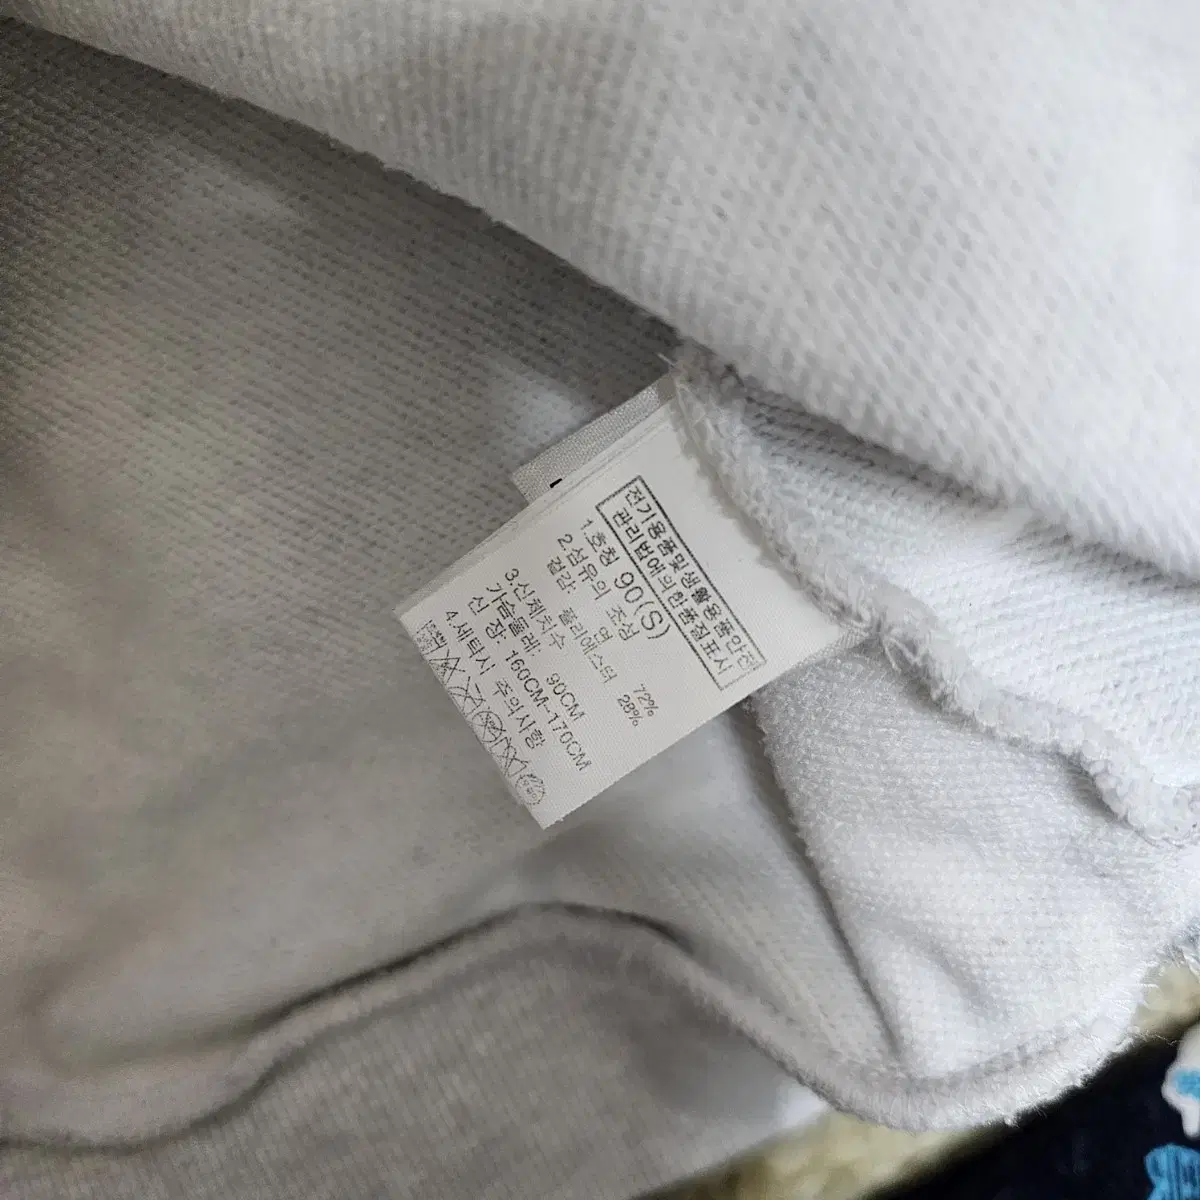 전기용품및생활용품안전
관리법에의한품질표시
1.호칭 90(S)
2.섬유의 조성
겉감: 면 72%
폴리에스터 28%
3.신체치수
가슴둘레: 90CM
신 장: 160CM-170CM
4.세탁시 주의사항